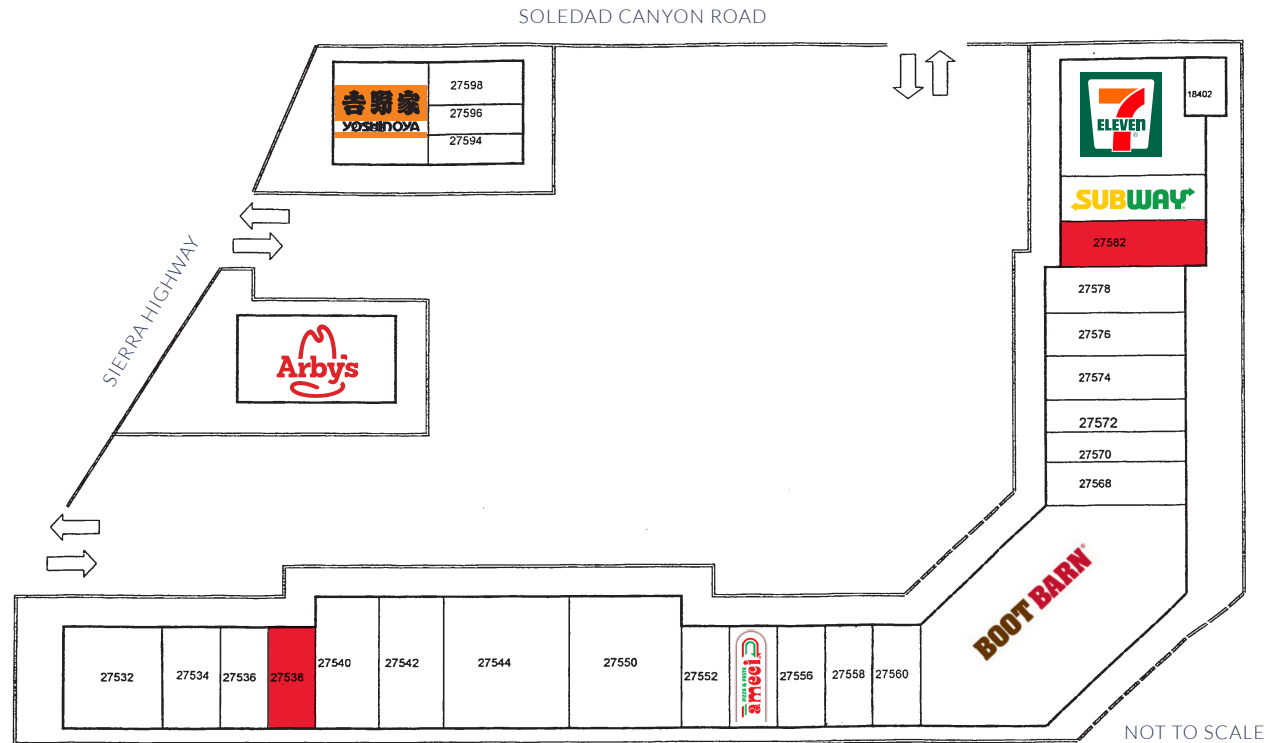 SOLEDAD CANYON ROAD
吉野家
YOSHINOYA
27598
27596
27594
7
ELEVEN
®
18402
SUBWAY
27582
SIERRA HIGHWAY
Arby's
27578
27576
27574
27572
27570
27568
BOOT BARN®
27532
27534
27536
27538
27540
27542
27544
27550
27552
PIZZA & PASTA
ameci
27556
27558
27560
NOT TO SCALE